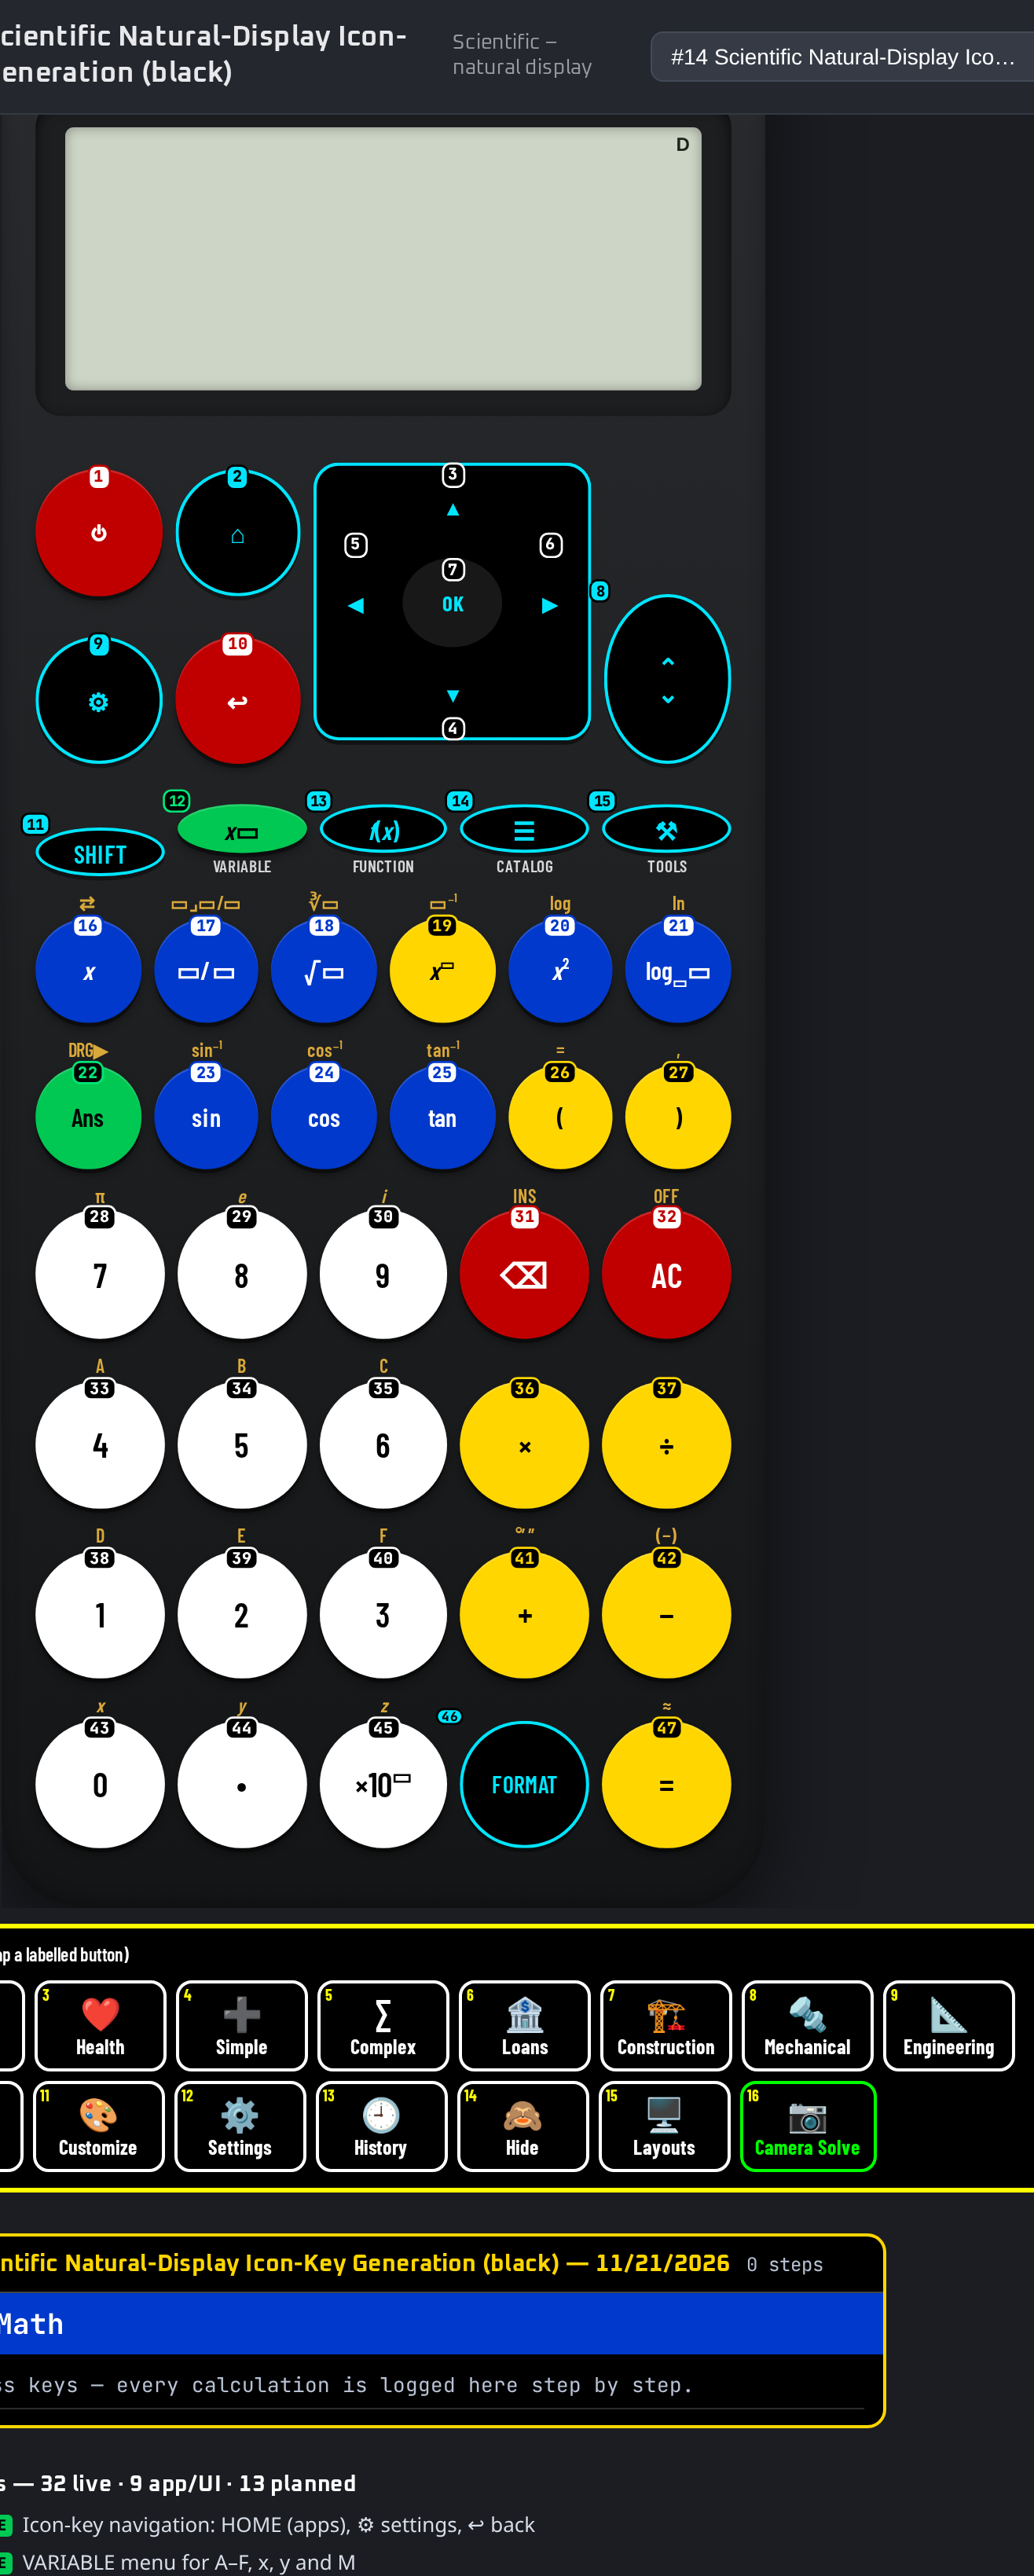 cientific Natural-Display Icon-
eneration (black)
Scientific –
natural display
#14 Scientific Natural-Display Ico…
D
1
2
3
▲
5
6
⏻
⌂
7
◀
OK
▶
8
9
10
⚙
↩
▼
4
⌃
⌄
11
12
13
14
15
SHIFT
x▭
f(x)
☰
⚒
VARIABLE
FUNCTION
CATALOG
TOOLS
⇄
▭⌟▭/▭
∛▭
▭⁻¹
log
ln
16
17
18
19
20
21
x
▭/▭
√▭
x▭
x²
log▭▭
DRG▶
sin⁻¹
cos⁻¹
tan⁻¹
=
,
22
23
24
25
26
27
Ans
sin
cos
tan
(
)
π
e
i
INS
OFF
28
29
30
31
32
7
8
9
⌫
AC
A
B
C
33
34
35
36
37
4
5
6
×
÷
D
E
F
°′″
(−)
38
39
40
41
42
1
2
3
+
−
x
y
z
≈
43
44
45
46
47
0
•
×10▭
FORMAT
=
p a labelled button)
3
4
5
6
7
8
9
Health
Simple
∑
Complex
Loans
Construction
Mechanical
Engineering
11
12
13
14
15
16
Customize
Settings
History
Hide
Layouts
Camera Solve
ntific Natural-Display Icon-Key Generation (black) — 11/21/2026 0 steps
Math
ss keys — every calculation is logged here step by step.
s — 32 live · 9 app/UI · 13 planned
E Icon-key navigation: HOME (apps), ⚙ settings, ↩ back
E VARIABLE menu for A–F, x, y and M